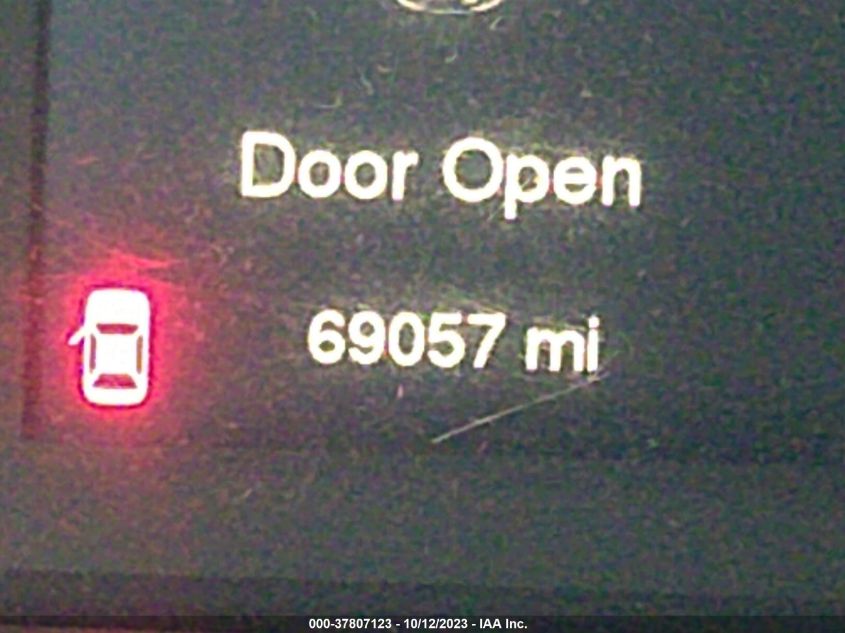 Door Open
69057 mi
000-37807123 - 10/12/2023 - IAA Inc.